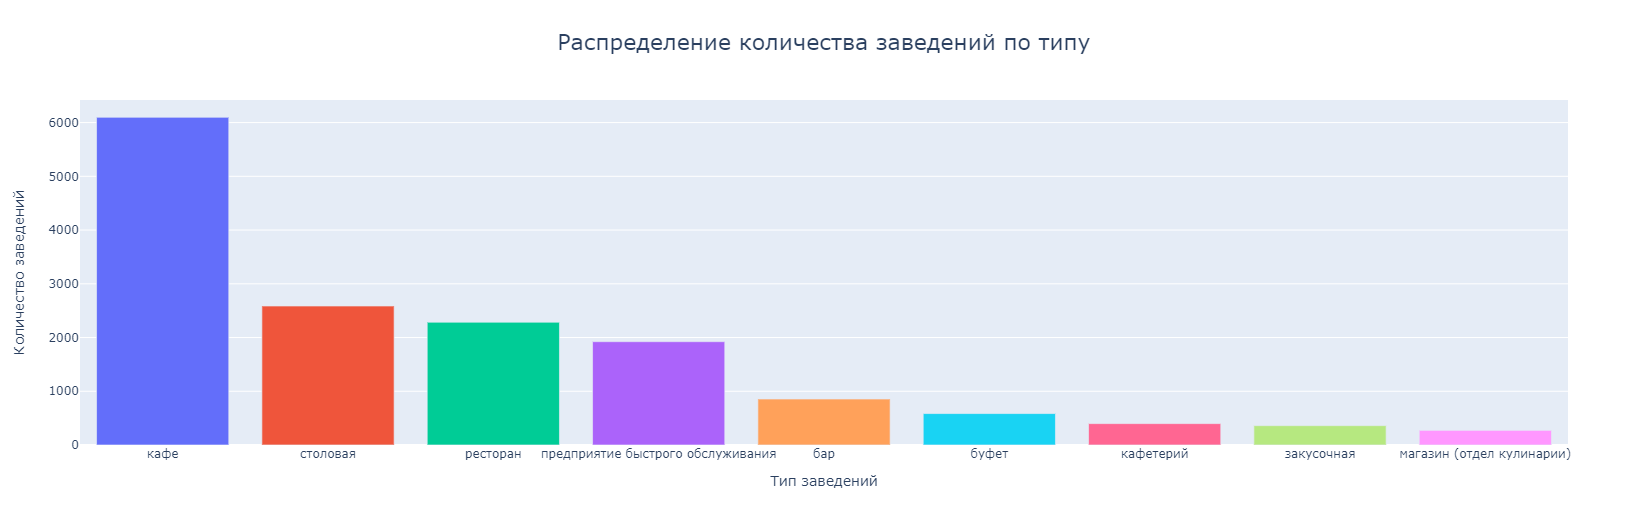 Распределение количества заведений по типу
Количество заведений
6000
5000
4000
3000
2000
1000
0
кафе
столовая
ресторан
предприятие быстрого обслуживания
бар
буфет
кафетерий
закусочная
магазин (отдел кулинарии)
Тип заведений